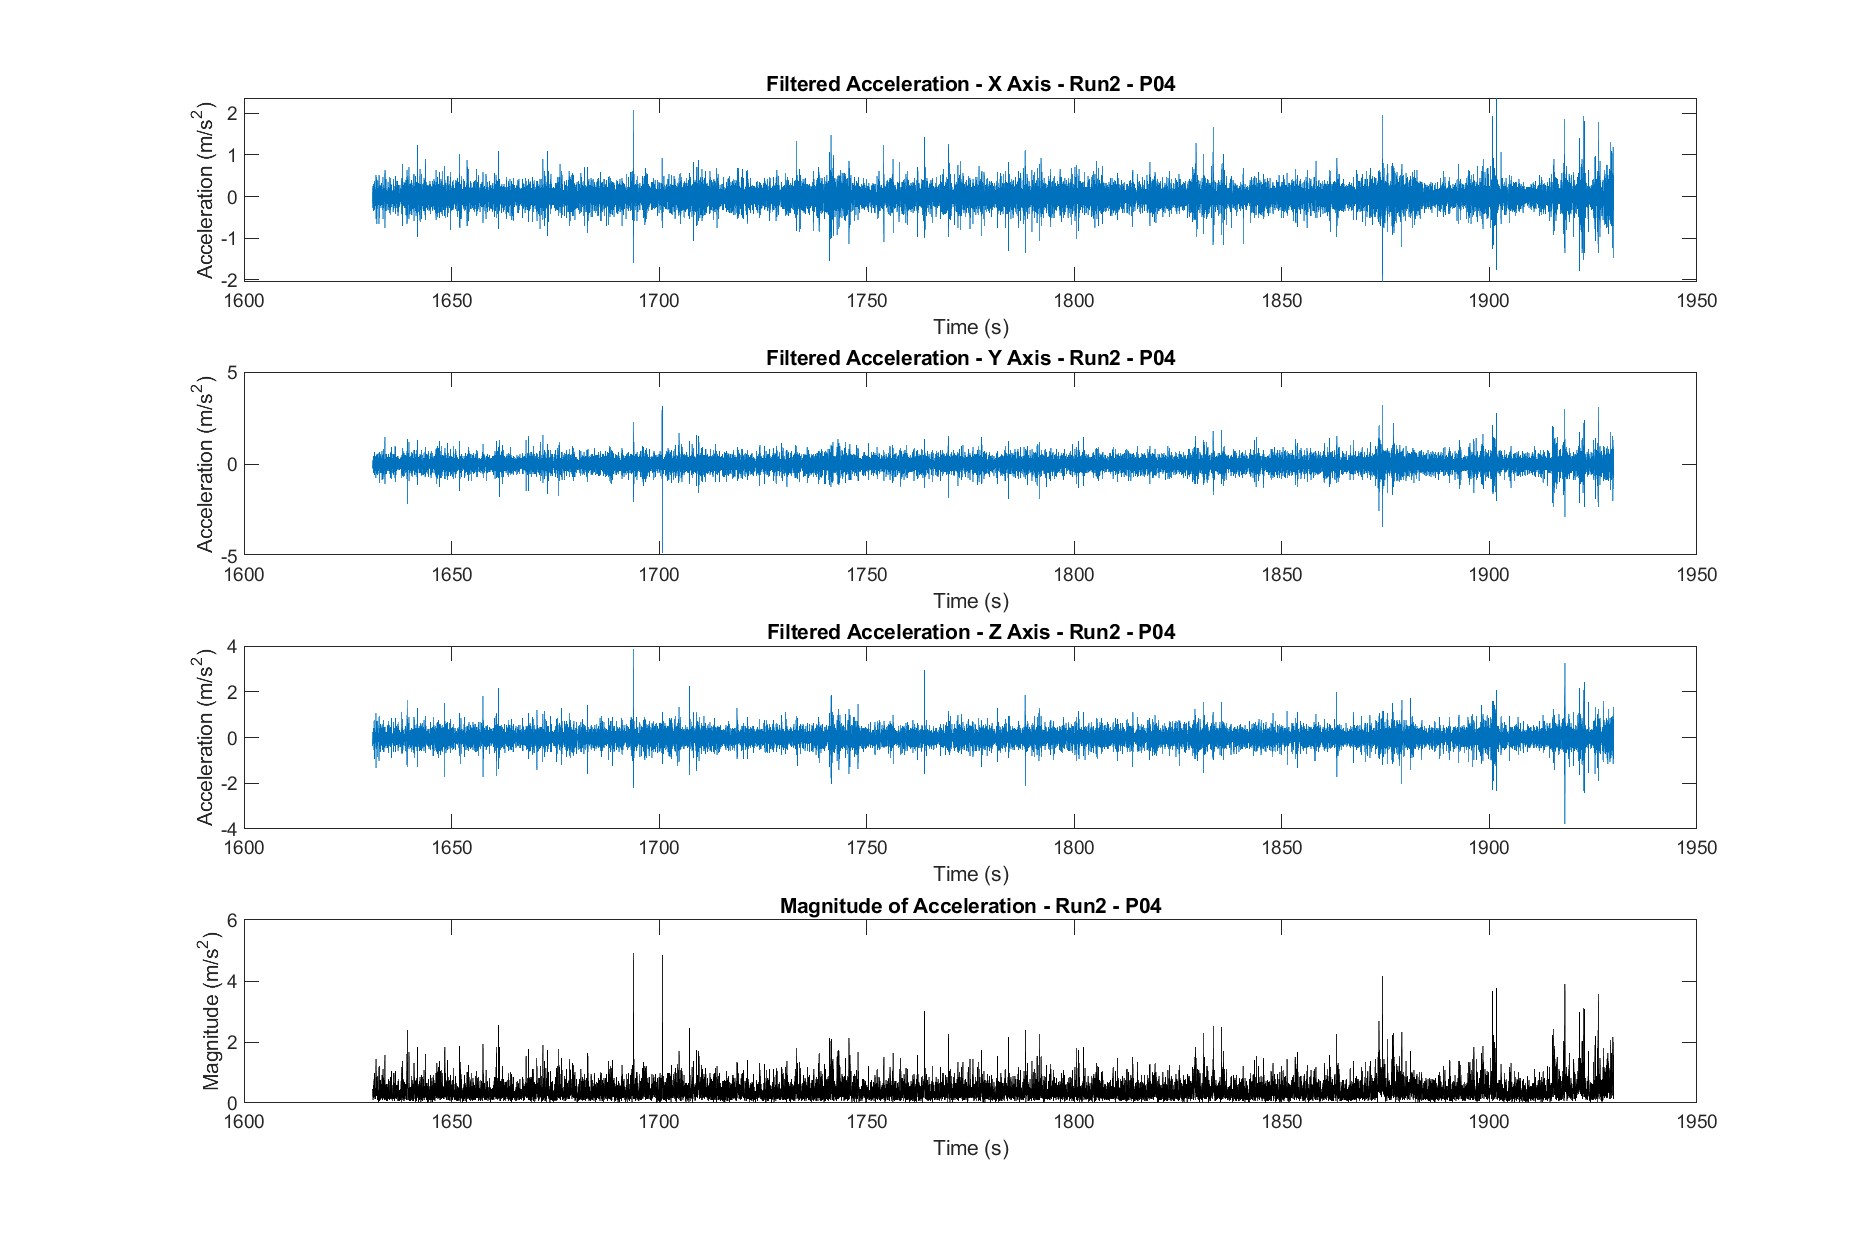 Filtered Acceleration - X Axis - Run2 - P04
Acceleration (m/s²)
2
1
0
-1
-2
1600 1650 1700 1750 1800 1850 1900 1950
Time (s)
Filtered Acceleration - Y Axis - Run2 - P04
Acceleration (m/s²)
5
0
-5
1600 1650 1700 1750 1800 1850 1900 1950
Time (s)
Filtered Acceleration - Z Axis - Run2 - P04
Acceleration (m/s²)
4
2
0
-2
-4
1600 1650 1700 1750 1800 1850 1900 1950
Time (s)
Magnitude of Acceleration - Run2 - P04
Magnitude (m/s²)
6
4
2
0
1600 1650 1700 1750 1800 1850 1900 1950
Time (s)